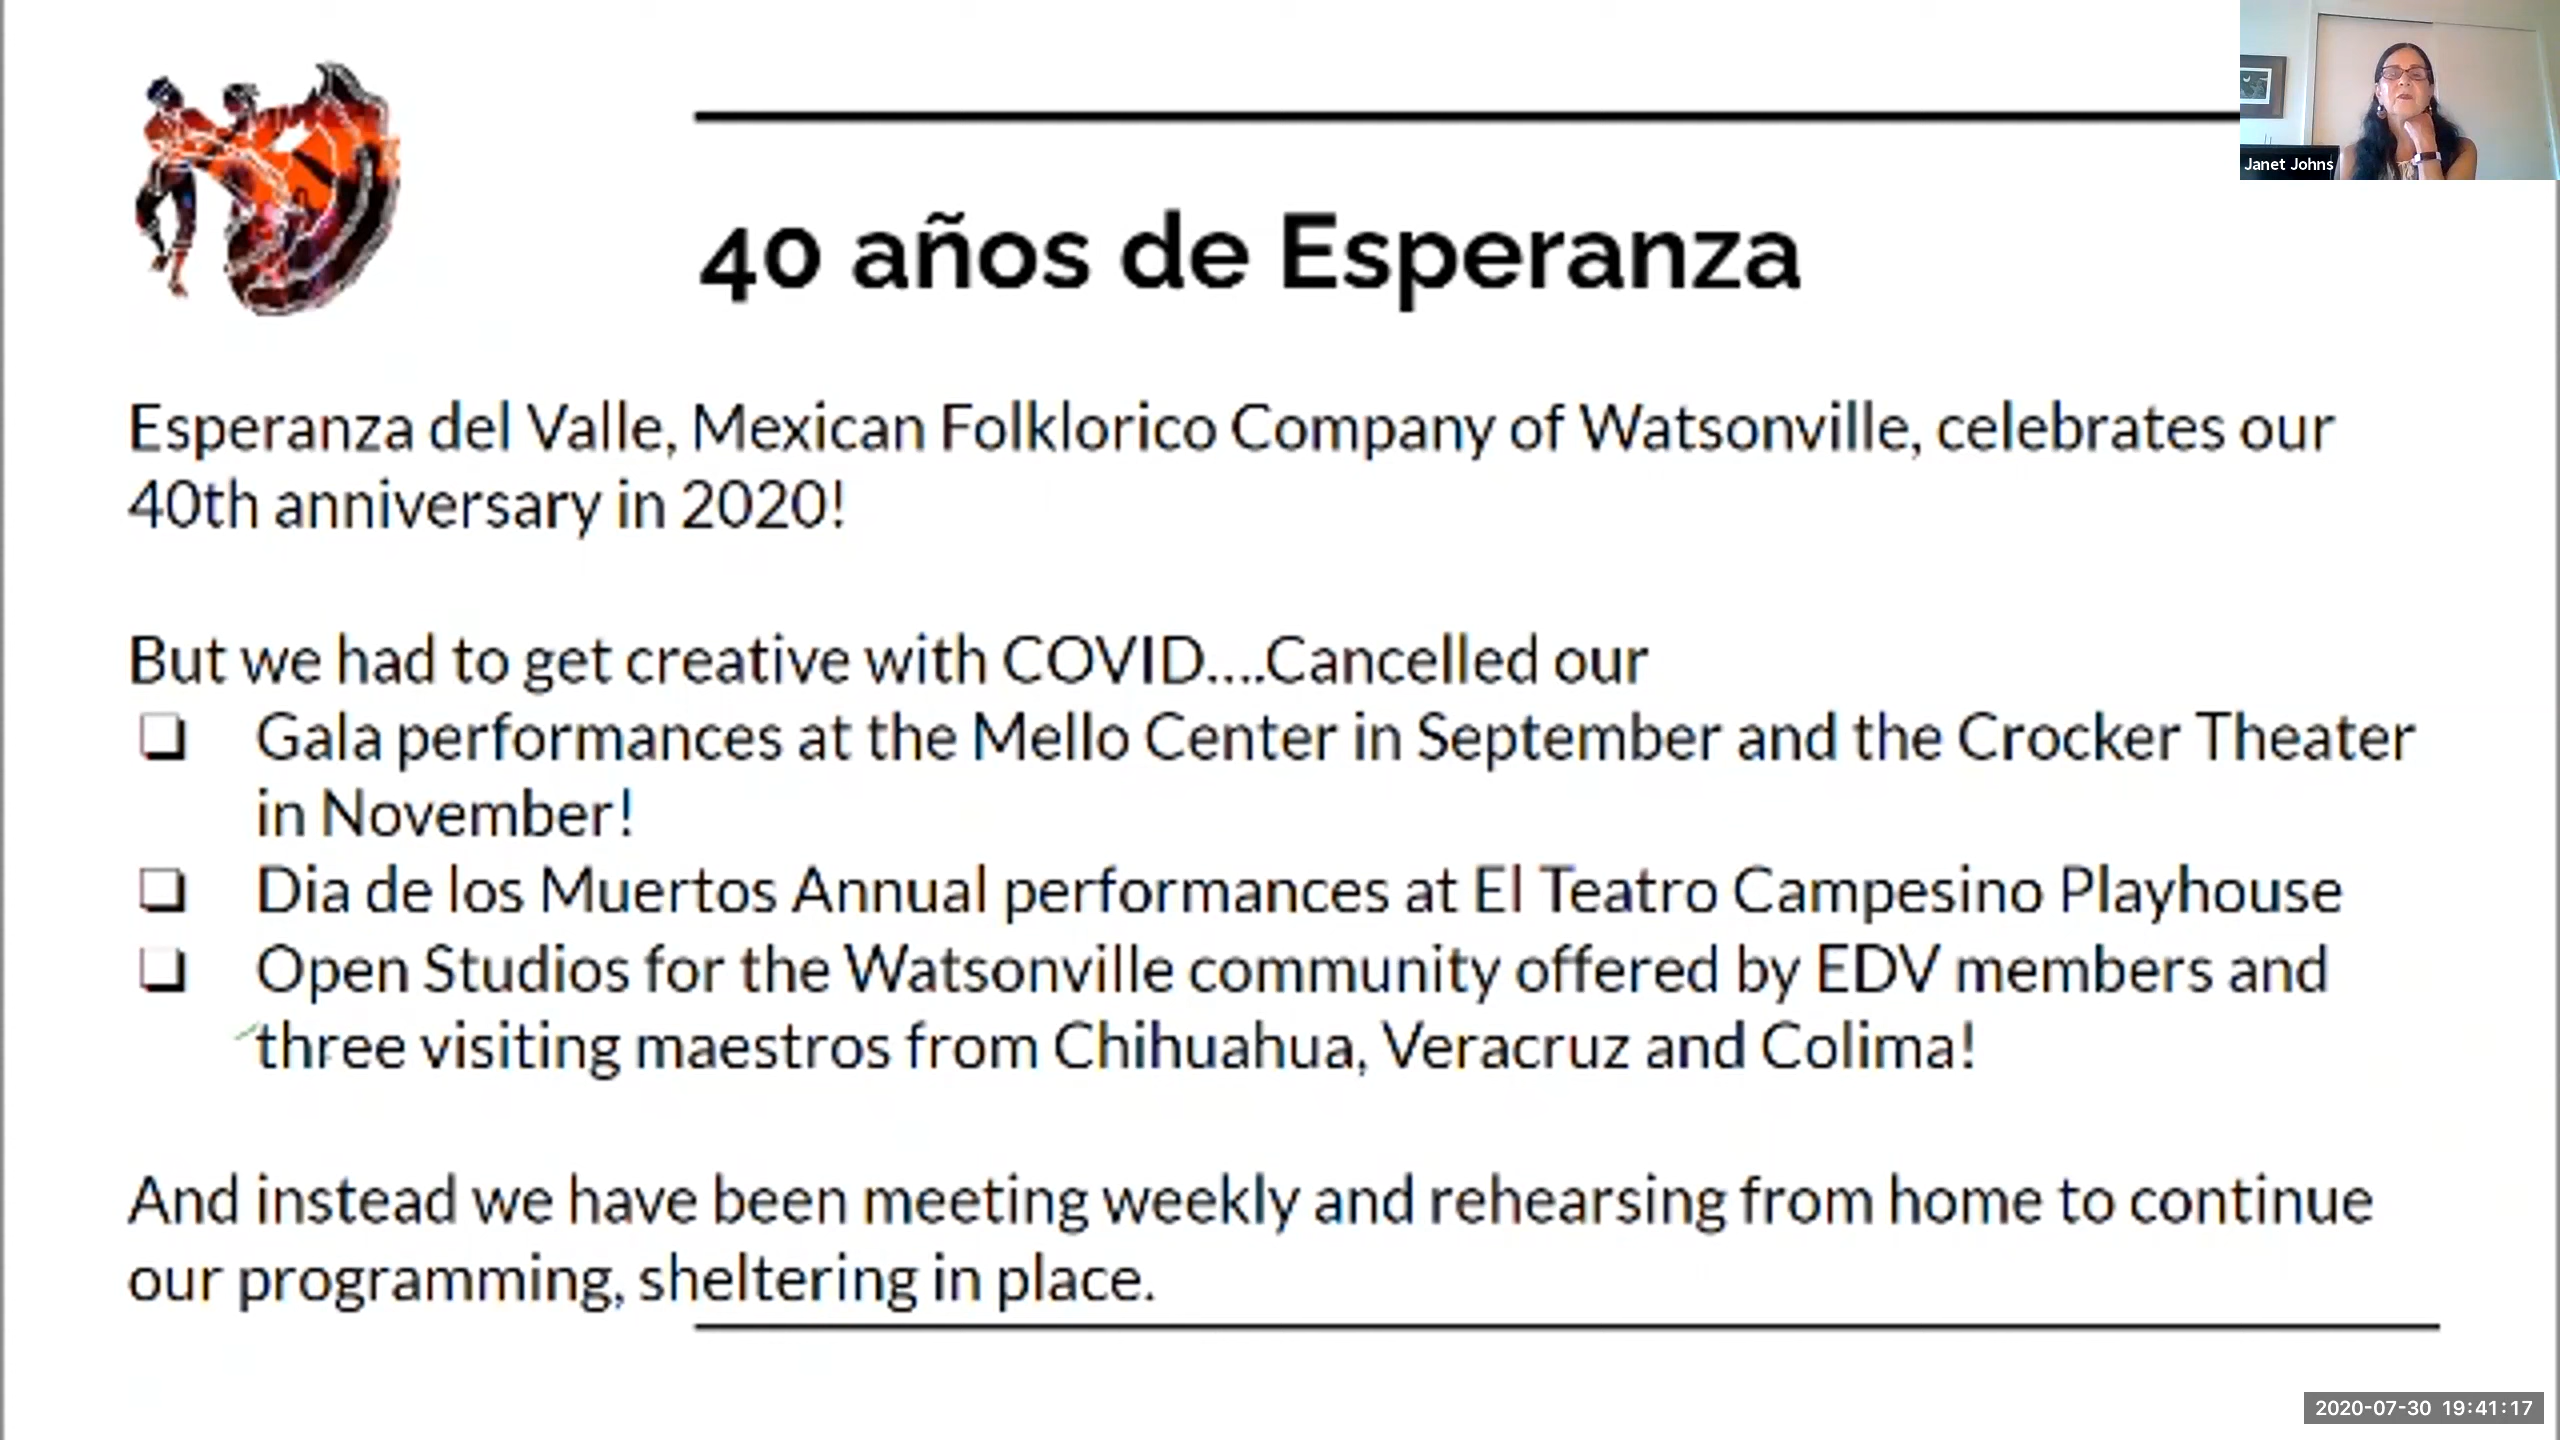 Janet Johns
40 años de Esperanza
Esperanza del Valle, Mexican Folklorico Company of Watsonville, celebrates our
40th anniversary in 2020!
But we had to get creative with COVID....Cancelled our
Gala performances at the Mello Center in September and the Crocker Theater
in November!
Dia de los Muertos Annual performances at El Teatro Campesino Playhouse
Open Studios for the Watsonville community offered by EDV members and
three visiting maestros from Chihuahua, Veracruz and Colima!
And instead we have been meeting weekly and rehearsing from home to continue
our programming, sheltering in place.
2020-07-30 19:41:17